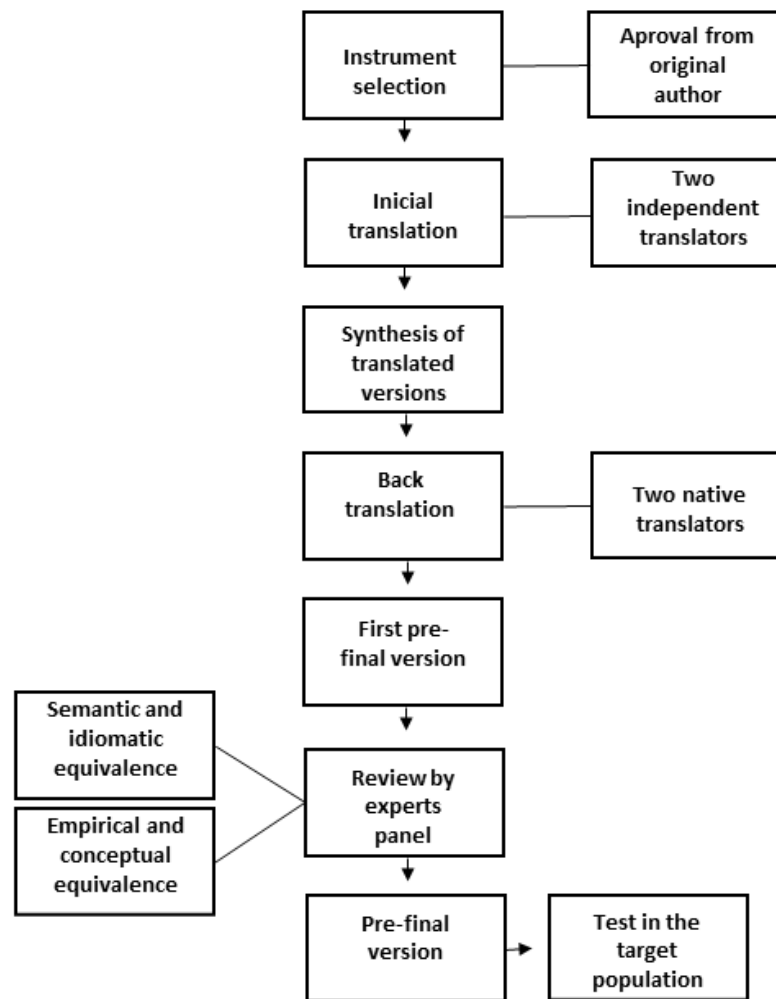 Instrument
selection
Aproval from
original
author
Inicial
translation
Two
independent
translators
Synthesis of
translated
versions
Back
translation
Two native
translators
First pre-
final version
Semantic and
idiomatic
equivalence
Review by
experts
panel
Empirical and
conceptual
equivalence
Pre-final
version
Test in the
target
population